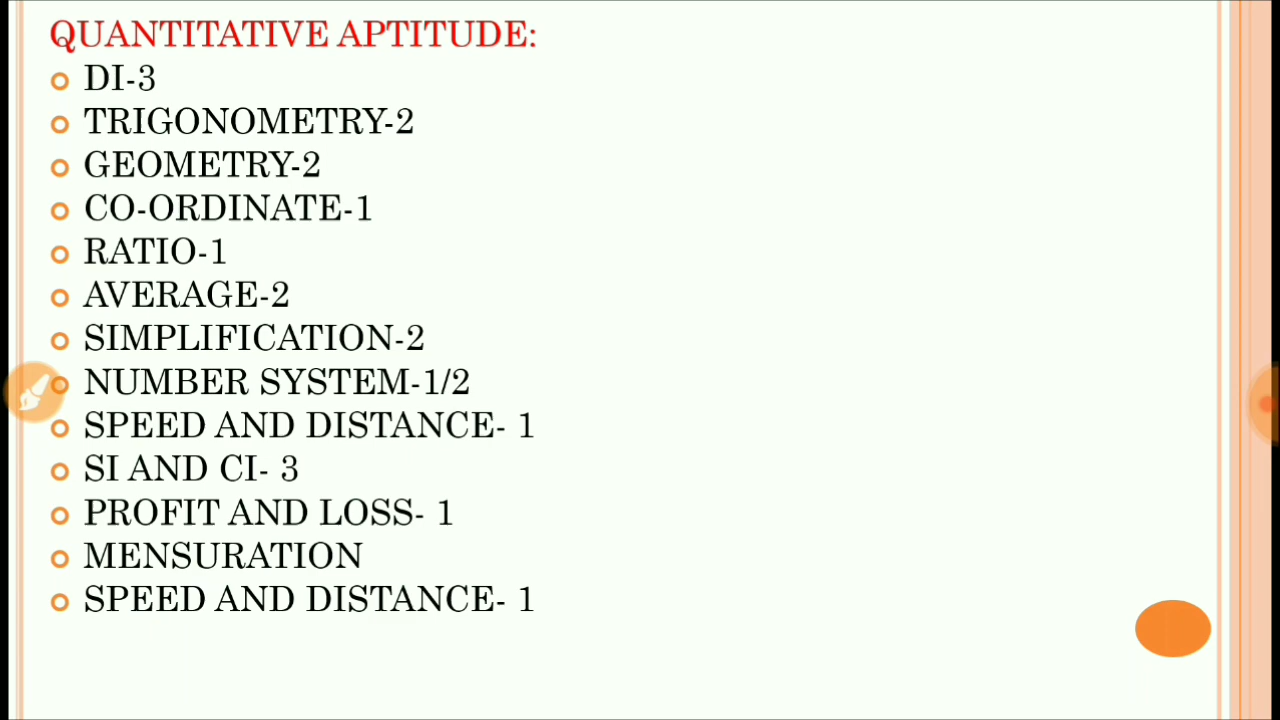 QUANTITATIVE APTITUDE:
DI-3
TRIGONOMETRY-2
GEOMETRY-2
CO-ORDINATE-1
RATIO-1
AVERAGE-2
SIMPLIFICATION-2
NUMBER SYSTEM-1/2
SPEED AND DISTANCE- 1
SI AND CI- 3
PROFIT AND LOSS- 1
MENSURATION
SPEED AND DISTANCE- 1